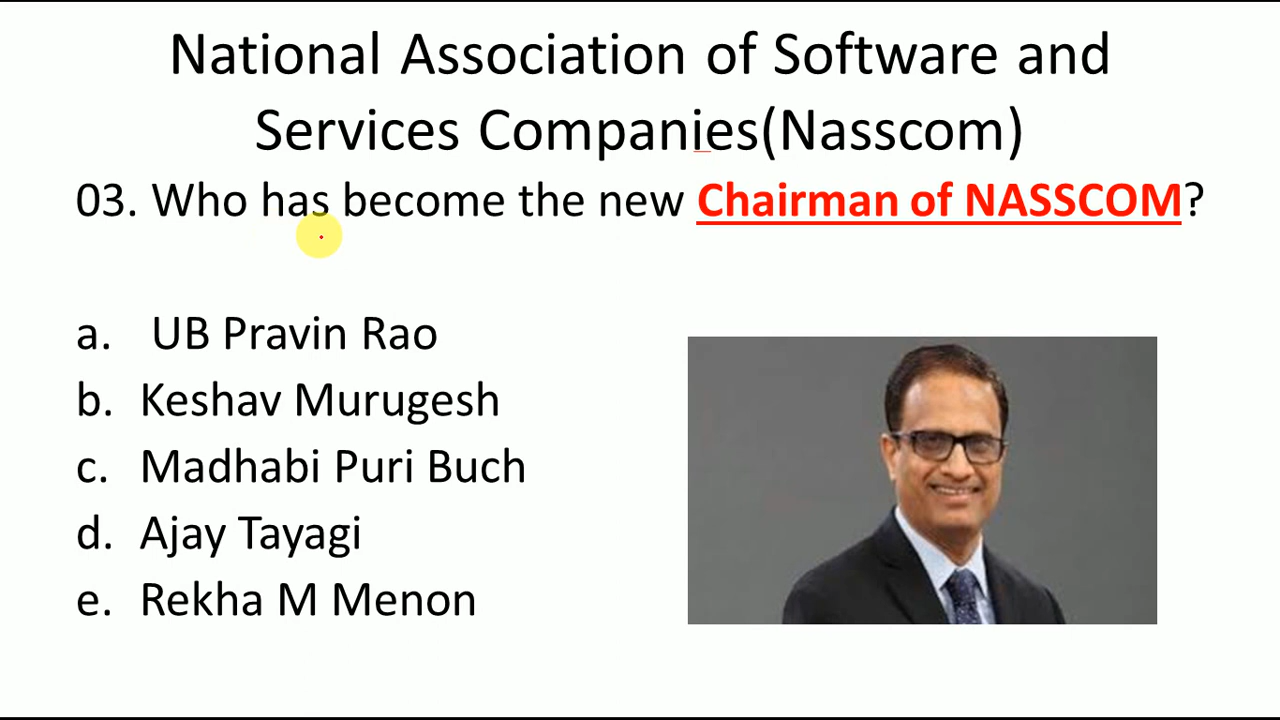 National Association of Software and
Services Companies(Nasscom)
03. Who has become the new Chairman of NASSCOM?
a. UB Pravin Rao
b. Keshav Murugesh
c. Madhabi Puri Buch
d. Ajay Tayagi
e. Rekha M Menon